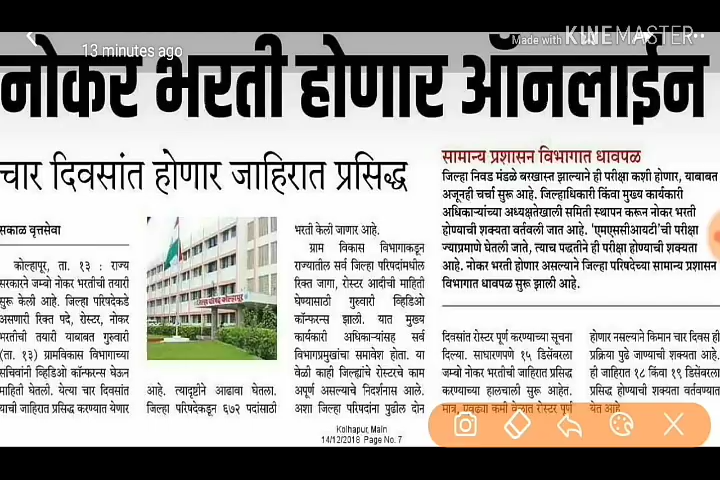 13 minutes ago
Made with KINEMASTER
नोकर भरती होणार ऑनलाईन
चार दिवसांत होणार जाहिरात प्रसिद्ध
सकाळ वृत्तसेवा
कोल्हापूर, ता. १३ : राज्य
सरकारने जम्बो नोकर भरतीची तयारी
सुरू केली आहे. जिल्हा परिषदेकडे
असणारी रिक्त पदे, रोस्टर, नोकर
भरतीची तयारी याबाबत गुरुवारी
(ता. १३) ग्रामविकास विभागाच्या
सचिवांनी व्हिडिओ कॉन्फरन्स घेऊन
माहिती घेतली. येत्या चार दिवसांत
याची जाहिरात प्रसिद्ध करण्यात येणार
आहे. त्यादृष्टीने आढावा घेतला.
जिल्हा परिषदेकडून ६७२ पदांसाठी
भरती केली जाणार आहे.
ग्राम विकास विभागाकडून
राज्यातील सर्व जिल्हा परिषदांमधील
रिक्त जागा, रोस्टर आदीची माहिती
घेण्यासाठी गुरुवारी व्हिडिओ
कॉन्फरन्स झाली. यात मुख्य
कार्यकारी अधिकाऱ्यांसह सर्व
विभागप्रमुखांचा समावेश होता. या
वेळी काही जिल्ह्यांचे रोस्टरचे काम
अपूर्ण असल्याचे निदर्शनास आले.
अशा जिल्हा परिषदांना पुढील दोन
सामान्य प्रशासन विभागात धावपळ
जिल्हा निवड मंडळे बरखास्त झाल्याने ही परीक्षा कशी होणार, याबाबत
अजूनही चर्चा सुरू आहे. जिल्हाधिकारी किंवा मुख्य कार्यकारी
अधिकाऱ्यांच्या अध्यक्षतेखाली समिती स्थापन करून नोकर भरती
होण्याची शक्यता वर्तवली जात आहे. 'एमएससीआयटी'ची परीक्षा
ज्याप्रमाणे घेतली जाते, त्याच पद्धतीने ही परीक्षा होण्याची शक्यता
आहे. नोकर भरती होणार असल्याने जिल्हा परिषदेच्या सामान्य प्रशासन
विभागात धावपळ सुरू झाली आहे.
दिवसांत रोस्टर पूर्ण करण्याच्या सूचना
दिल्या. साधारणपणे १५ डिसेंबरला
जम्बो नोकर भरतीची जाहिरात प्रसिद्ध
करण्याच्या हालचाली सुरू आहेत.
मात्र, एवढ्या कमी वेळात रोस्टर पूर्ण
होणार नसल्याने किमान चार दिवस ही
प्रक्रिया पुढे जाण्याची शक्यता आहे.
ही जाहिरात १८ किंवा १९ डिसेंबरला
प्रसिद्ध होण्याची शक्यता वर्तवण्यात
येत आहे
Kolhapur, Main
14/12/2018 Page No. 7